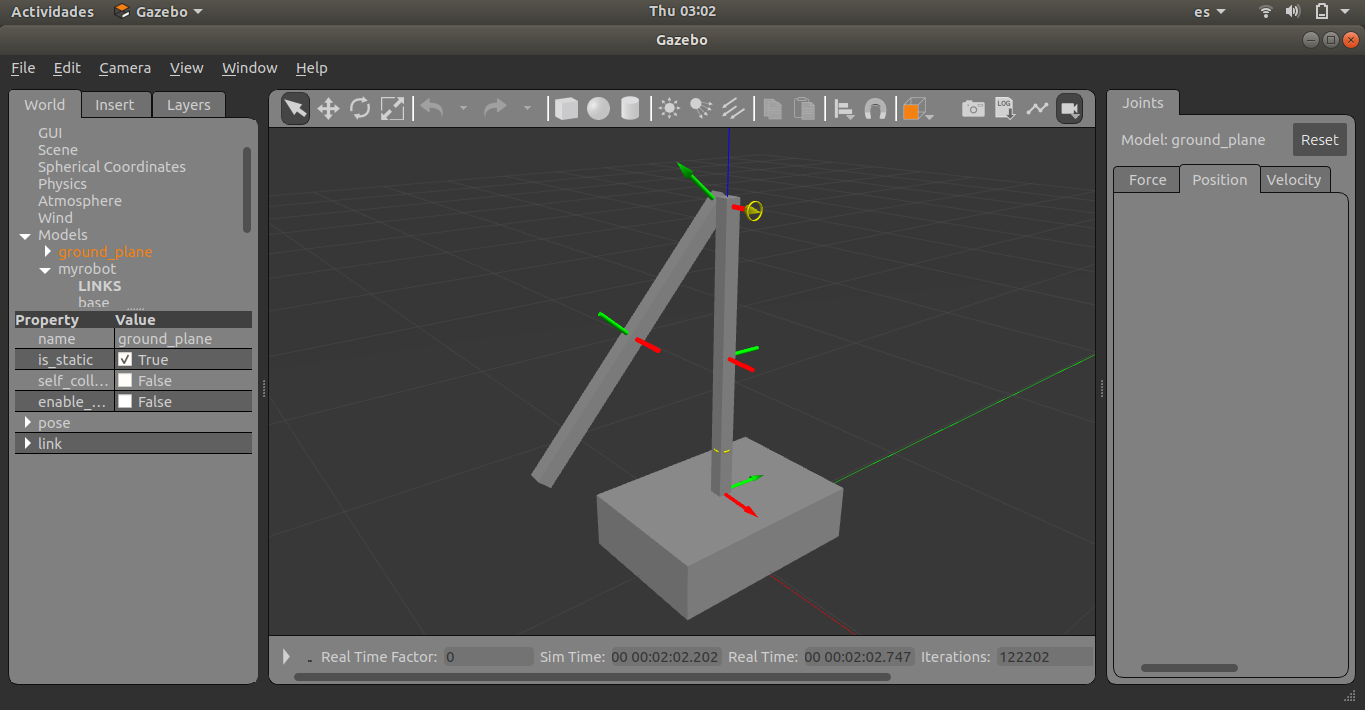 Actividades Gazebo Thu 03:02 es
Gazebo
File Edit Camera View Window Help
World Insert Layers
GUI
Scene
Spherical Coordinates
Physics
Atmosphere
Wind
Models
ground_plane
myrobot
LINKS
base
Property Value
name ground_plane
is_static True
self_coll... False
enable_... False
pose
link
LOG
Real Time Factor: 0 Sim Time: 00 00:02:02.202 Real Time: 00 00:02:02.747 Iterations: 122202
Joints
Model: ground_plane Reset
Force Position Velocity